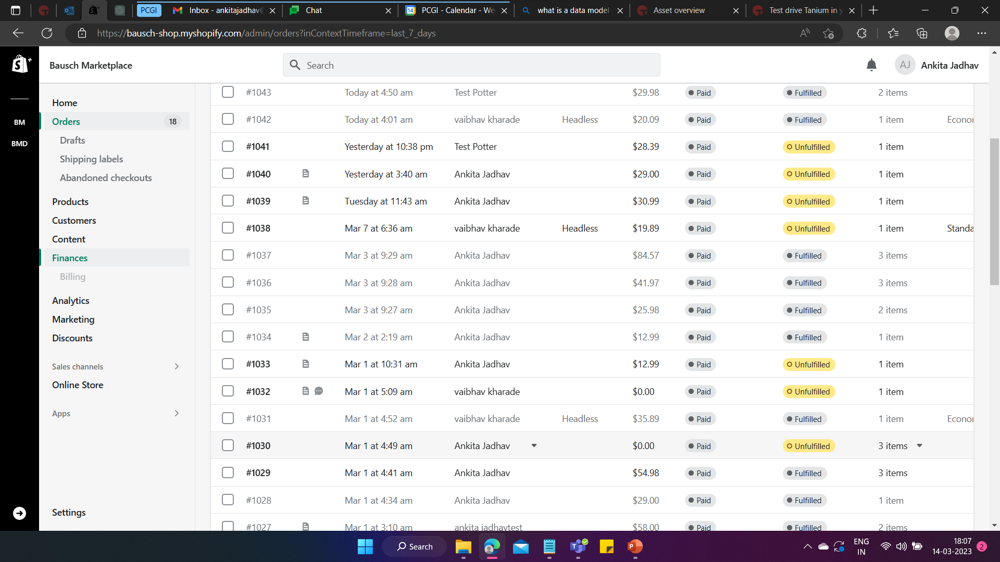 PCGI
Inbox - ankitajadhav@
Chat
PCGI - Calendar - We
what is a data model
Asset overview
Test drive Tanium in y
https://bausch-shop.myshopify.com/admin/orders?inContextTimeframe=last_7_days
Bausch Marketplace
Search
AJ
Ankita Jadhav
BM
BMD
Home
Orders 18
Drafts
Shipping labels
Abandoned checkouts
Products
Customers
Content
Finances
Billing
Analytics
Marketing
Discounts
Sales channels
Online Store
Apps
Settings
#1043 Today at 4:50 am Test Potter $29.98 Paid Fulfilled 2 items
#1042 Today at 4:01 am vaibhav kharade Headless $20.09 Paid Fulfilled 1 item Econor
#1041 Yesterday at 10:38 pm Test Potter $28.39 Paid Unfulfilled 1 item
#1040 Yesterday at 3:40 am Ankita Jadhav $29.00 Paid Unfulfilled 1 item
#1039 Tuesday at 11:43 am Ankita Jadhav $30.99 Paid Unfulfilled 1 item
#1038 Mar 7 at 6:36 am vaibhav kharade Headless $19.89 Paid Unfulfilled 1 item Standa
#1037 Mar 3 at 9:29 am Ankita Jadhav $84.57 Paid Fulfilled 3 items
#1036 Mar 3 at 9:28 am Ankita Jadhav $41.97 Paid Fulfilled 3 items
#1035 Mar 3 at 9:27 am Ankita Jadhav $25.98 Paid Fulfilled 2 items
#1034 Mar 2 at 2:19 am Ankita Jadhav $12.99 Paid Fulfilled 1 item
#1033 Mar 1 at 10:31 am Ankita Jadhav $12.99 Paid Unfulfilled 1 item
#1032 Mar 1 at 5:09 am vaibhav kharade $0.00 Paid Unfulfilled 1 item
#1031 Mar 1 at 4:52 am vaibhav kharade Headless $35.89 Paid Fulfilled 1 item Econor
#1030 Mar 1 at 4:49 am Ankita Jadhav $0.00 Paid Unfulfilled 3 items
#1029 Mar 1 at 4:41 am Ankita Jadhav $54.98 Paid Fulfilled 3 items
#1028 Mar 1 at 4:34 am Ankita Jadhav $29.00 Paid Fulfilled 1 item
#1027 Mar 1 at 3:10 am ankita jadhavtest $58.00 Paid Fulfilled 2 items
Search
ENG
IN
18:07
14-03-2023
2